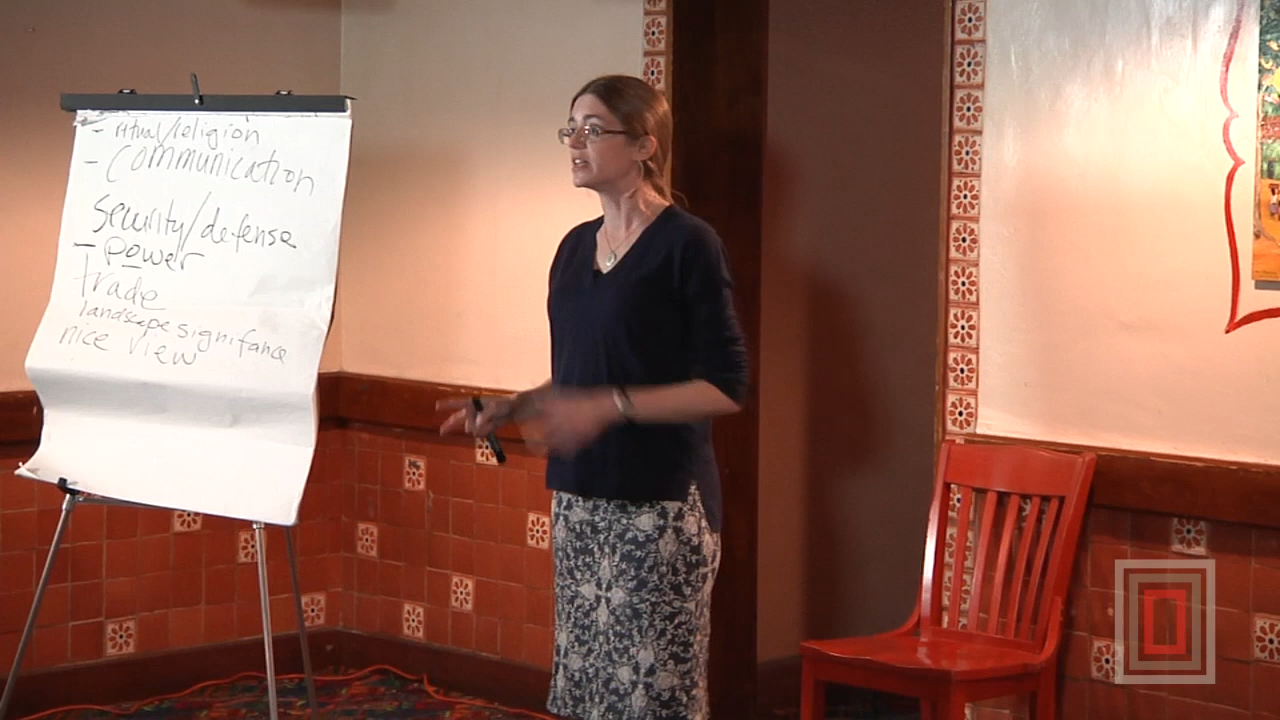 - ritual/religion
- communication
security/defense
- power
trade
landscape signifance
nice view